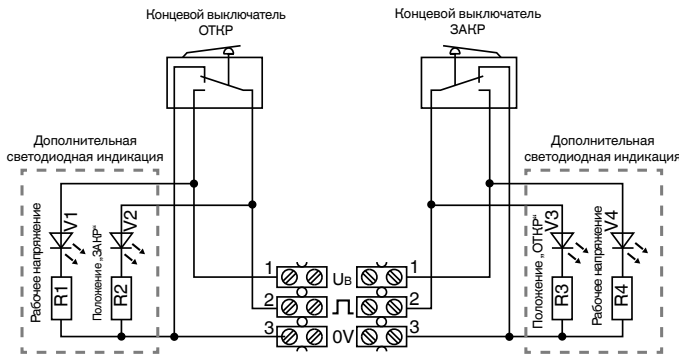 Концевой выключатель
ОТКР
Концевой выключатель
ЗАКР
Дополнительная
светодиодная индикация
Дополнительная
светодиодная индикация
Рабочее напряжение
V1
R1
Положение „ЗАКР“
V2
R2
1
UB
1
2
2
3
0V
3
V3
R3
Положение „ОТКР“
V4
R4
Рабочее напряжение